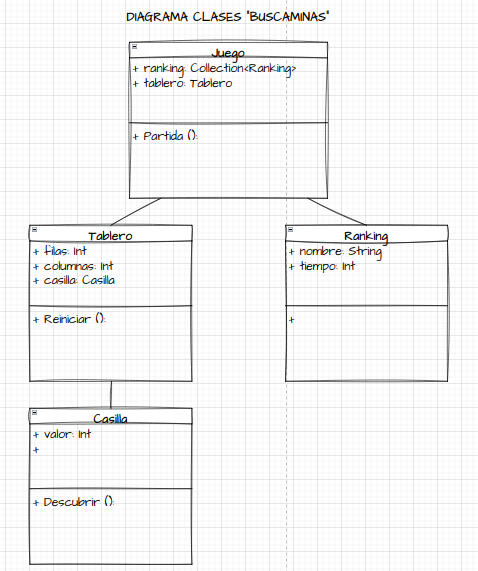 DIAGRAMA CLASES "BUSCAMINAS"
Juego
+ ranking: Collection<Ranking>
+ tablero: Tablero
+ Partida ():
Tablero
+ filas: Int
+ columnas: Int
+ casilla: Casilla
+ Reiniciar ():
Ranking
+ nombre: String
+ tiempo: Int
+
Casilla
+ valor: Int
+
+ Descubrir ():